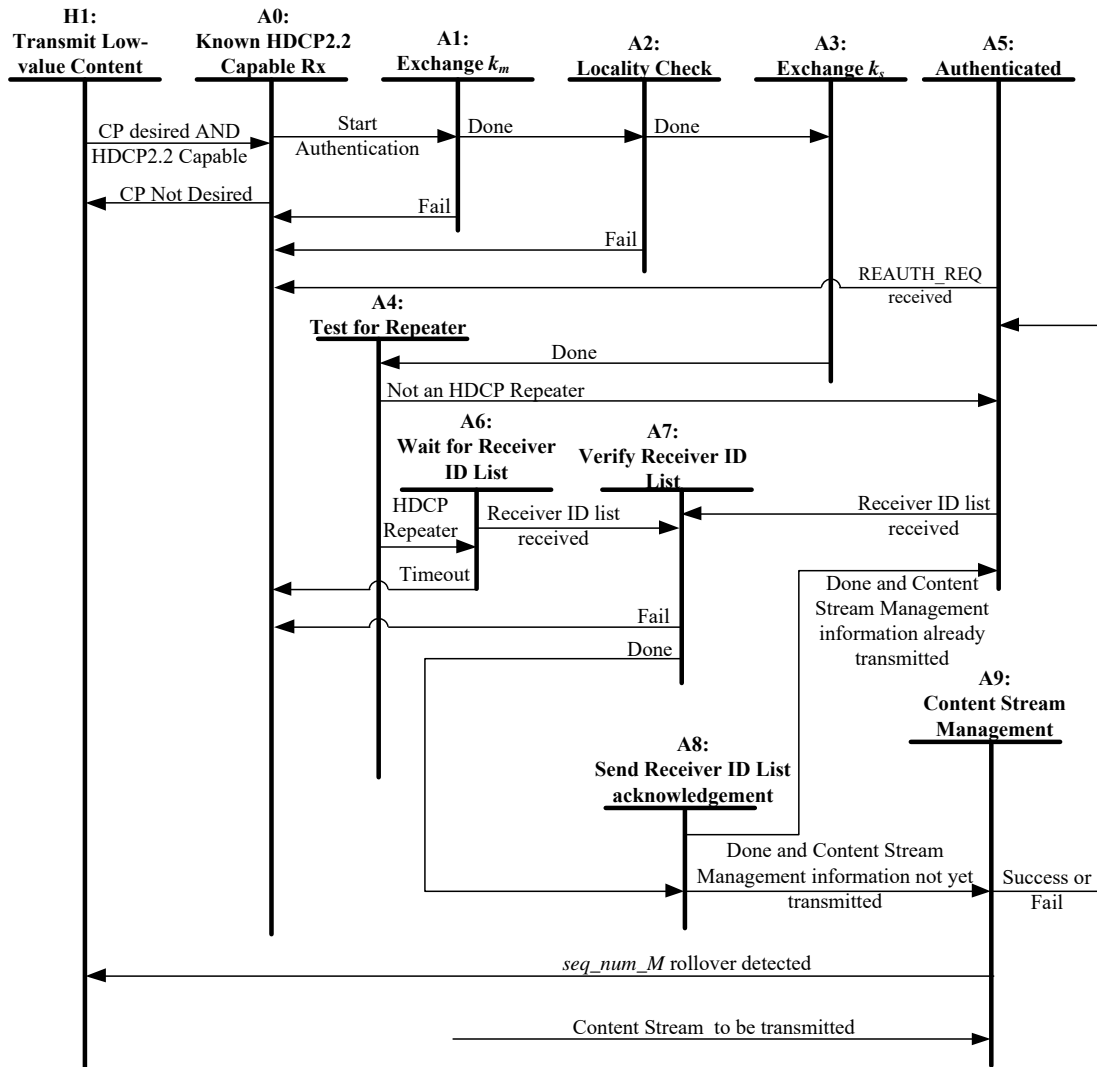 H1:
Transmit Low-
value Content
A0:
Known HDCP2.2
Capable Rx
A1:
Exchange km
A2:
Locality Check
A3:
Exchange ks
A5:
Authenticated
CP desired AND
HDCP2.2 Capable
Start
Authentication
Done
Done
CP Not Desired
Fail
Fail
REAUTH_REQ
received
A4:
Test for Repeater
Done
Not an HDCP Repeater
A6:
Wait for Receiver
ID List
A7:
Verify Receiver ID
List
HDCP
Repeater
Receiver ID list
received
Receiver ID list
received
Timeout
Fail
Done
Done and Content
Stream Management
information already
transmitted
A9:
Content Stream
Management
A8:
Send Receiver ID List
acknowledgement
Done and Content Stream
Management information not yet
transmitted
Success or
Fail
seq_num_M rollover detected
Content Stream to be transmitted